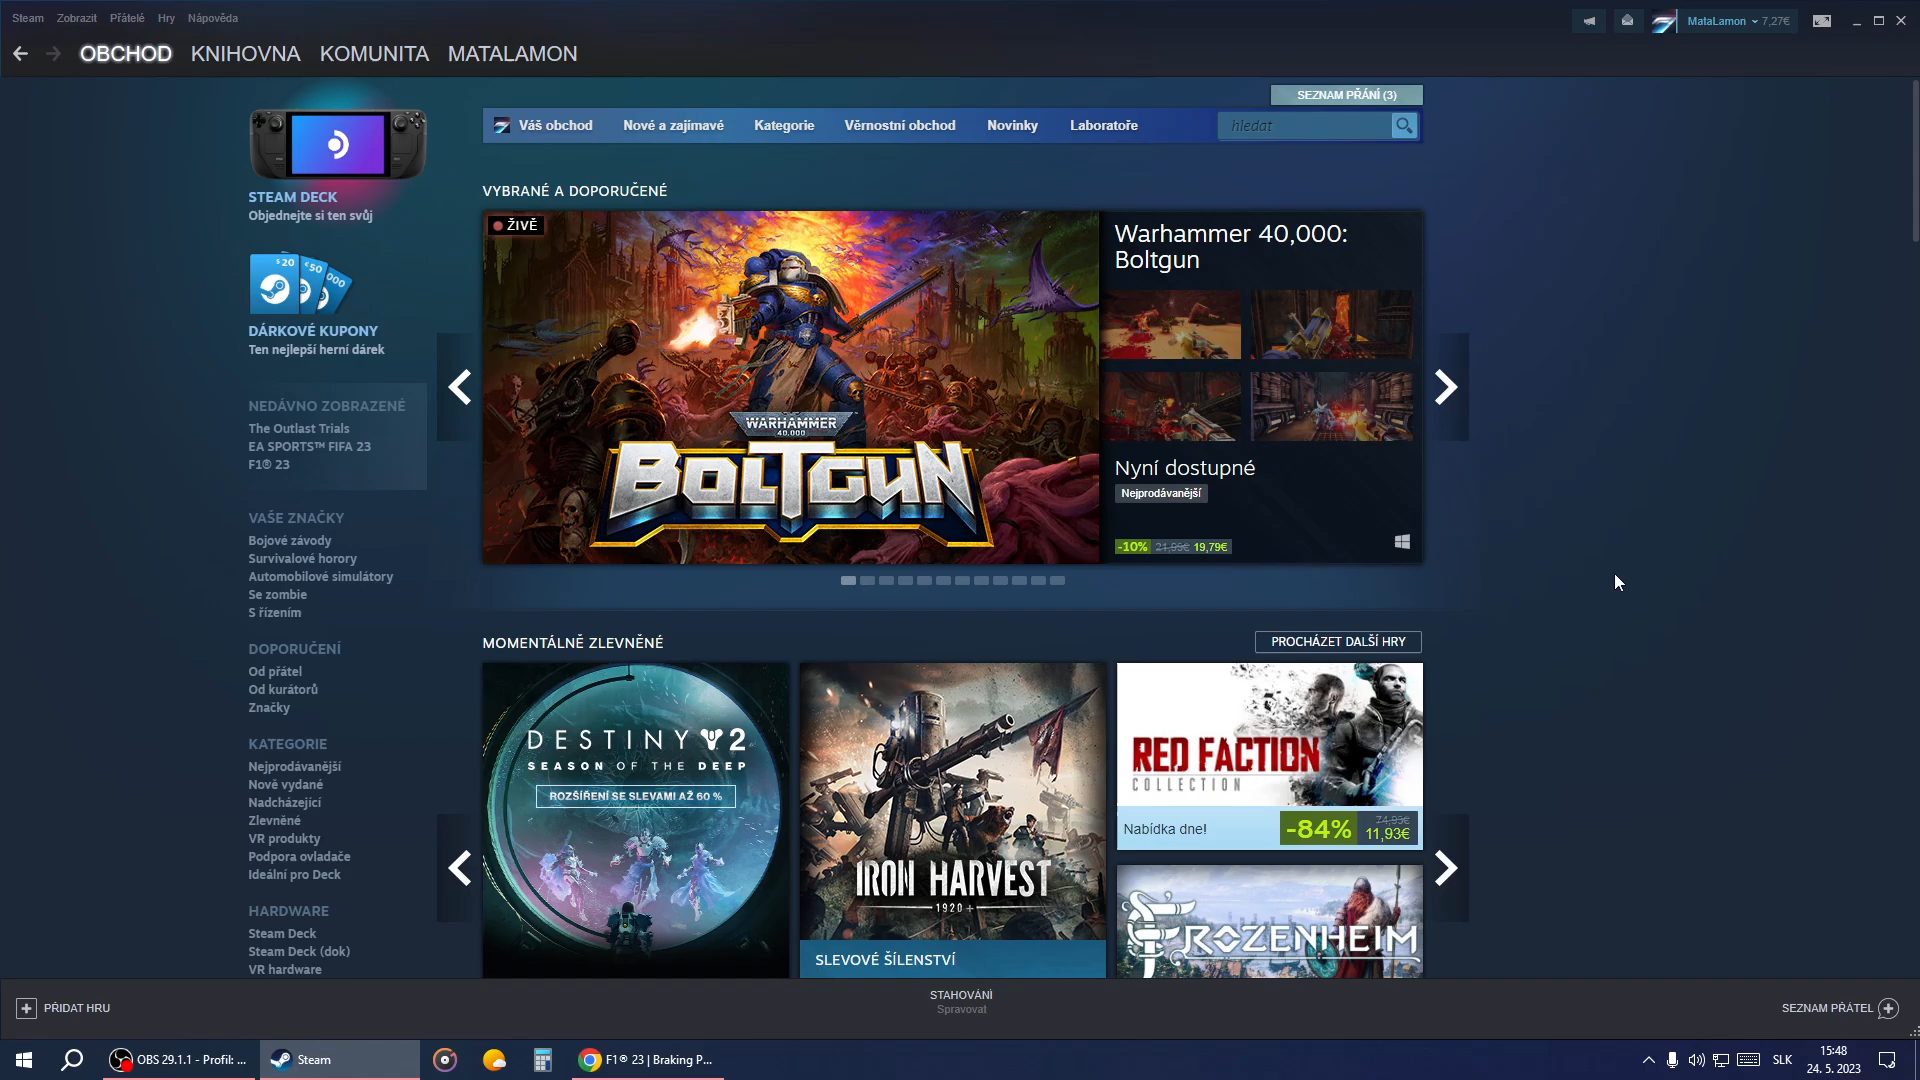 Steam Zobrazit Přátelé Hry Nápověda
MataLamon 7,27€
OBCHOD KNIHOVNA KOMUNITA MATALAMON
SEZNAM PŘÁNÍ (3)
Váš obchod Nové a zajímavé Kategorie Věrnostní obchod Novinky Laboratoře
hledat
STEAM DECK
Objednejte si ten svůj
$20 €50 000
DÁRKOVÉ KUPONY
Ten nejlepší herní dárek
NEDÁVNO ZOBRAZENÉ
The Outlast Trials
EA SPORTS™ FIFA 23
F1® 23
VAŠE ZNAČKY
Bojové závody
Survivalové horory
Automobilové simulátory
Se zombie
S řízením
DOPORUČENÍ
Od přátel
Od kurátorů
Značky
KATEGORIE
Nejprodávanější
Nově vydané
Nadcházející
Zlevněné
VR produkty
Podpora ovladače
Ideální pro Deck
HARDWARE
Steam Deck
Steam Deck (dok)
VR hardware
VYBRANÉ A DOPORUČENÉ
ŽIVĚ
WARHAMMER
40,000
BOLTGUN
Warhammer 40,000:
Boltgun
Nyní dostupné
Nejprodávanější
-10% 21,99€ 19,79€
MOMENTÁLNĚ ZLEVNĚNÉ
PROCHÁZET DALŠÍ HRY
DESTINY 2
SEASON OF THE DEEP
ROZŠÍŘENÍ SE SLEVAMI AŽ 60 %
IRON HARVEST
1920+
SLEVOVÉ ŠÍLENSTVÍ
RED FACTION
COLLECTION
Nabídka dne!
-84% 74,93€
11,93€
FROZENHEIM
PŘIDAT HRU
STAHOVÁNÍ
Spravovat
SEZNAM PŘÁTEL
OBS 29.1.1 - Profil: ...
Steam
F1® 23 | Braking P...
SLK
15:48
24. 5. 2023